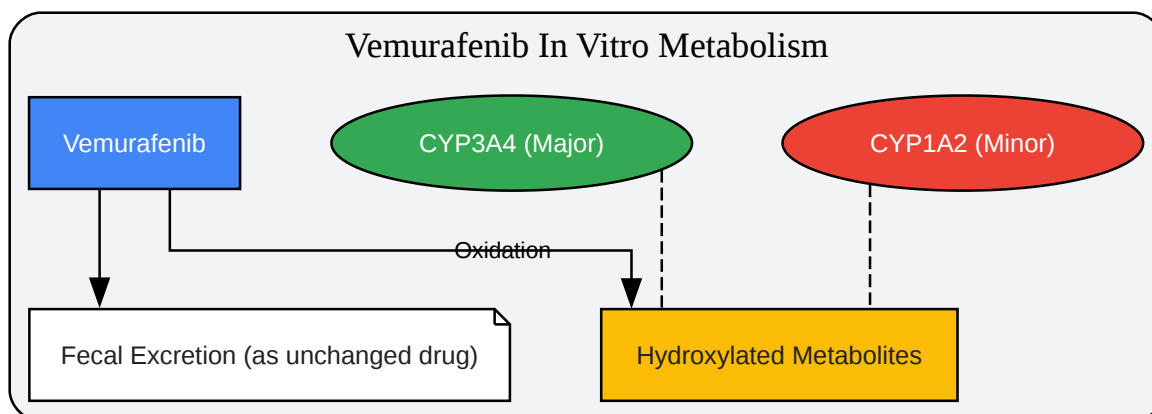 Vemurafenib In Vitro Metabolism
Vemurafenib
CYP3A4 (Major)
CYP1A2 (Minor)
Oxidation
Fecal Excretion (as unchanged drug)
Hydroxylated Metabolites